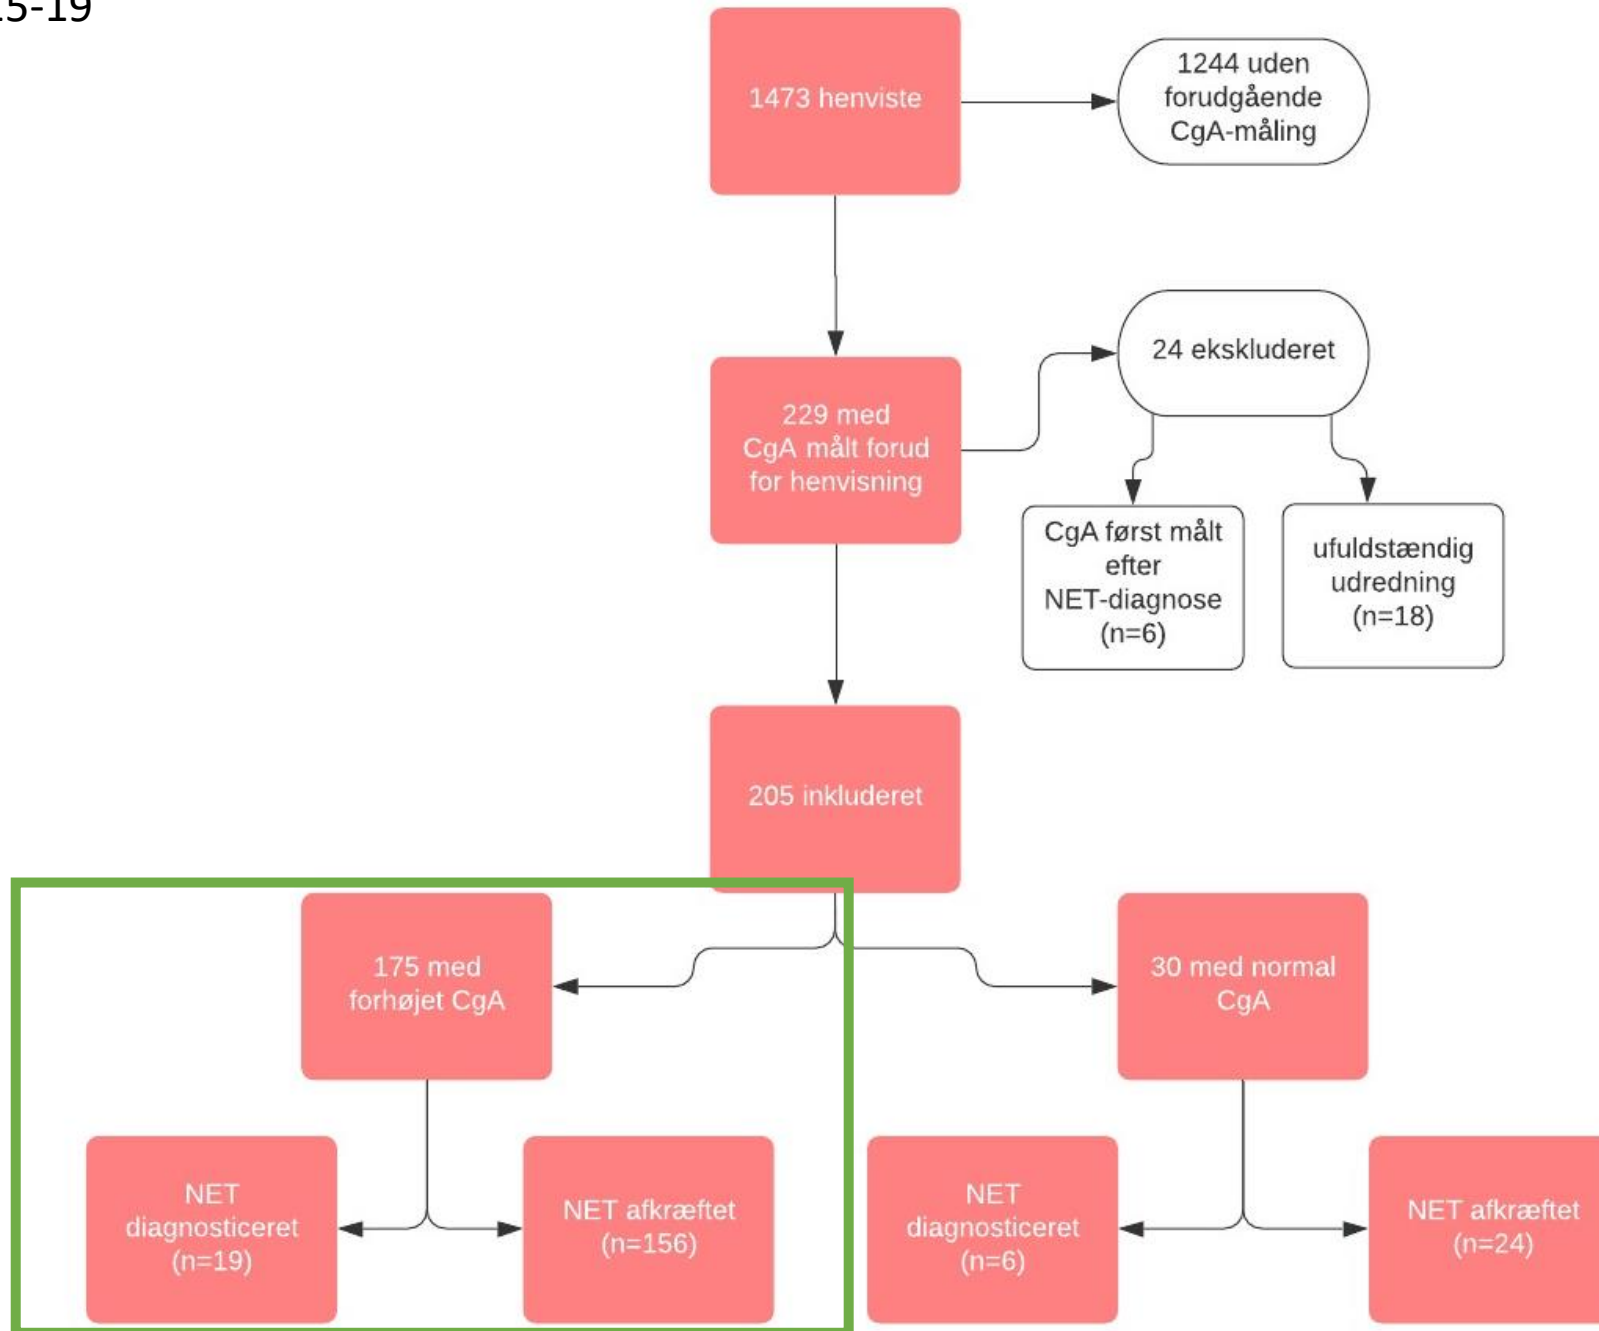 15-19
1473 henviste
1244 uden
forudgående
CgA-måling
229 med
CgA målt forud
for henvisning
24 ekskluderet
CgA først målt
efter
NET-diagnose
(n=6)
ufuldstændig
udredning
(n=18)
205 inkluderet
175 med
forhøjet CgA
30 med normal
CgA
NET
diagnosticeret
(n=19)
NET afkræftet
(n=156)
NET
diagnosticeret
(n=6)
NET afkræftet
(n=24)